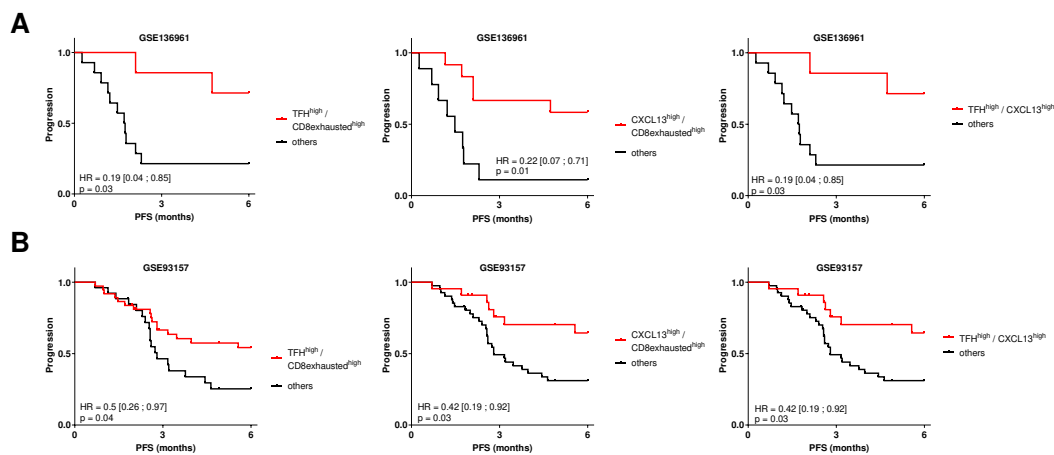 A
GSE136961
Progression
1.0
0.5
0.0
0
3
6
PFS (months)
HR = 0.19 [0.04 ; 0.85]
p = 0.03
TFHhigh /
CD8exhaustedhigh
others
GSE136961
Progression
1.0
0.5
0.0
0
3
6
PFS (months)
HR = 0.22 [0.07 ; 0.71]
p = 0.01
CXCL13high /
CD8exhaustedhigh
others
GSE136961
Progression
1.0
0.5
0.0
0
3
6
PFS (months)
HR = 0.19 [0.04 ; 0.85]
p = 0.03
TFHhigh / CXCL13high
others
B
GSE93157
Progression
1.0
0.5
0.0
0
3
6
PFS (months)
HR = 0.5 [0.26 ; 0.97]
p = 0.04
TFHhigh /
CD8exhaustedhigh
others
GSE93157
Progression
1.0
0.5
0.0
0
3
6
PFS (months)
HR = 0.42 [0.19 ; 0.92]
p = 0.03
CXCL13high /
CD8exhaustedhigh
others
GSE93157
Progression
1.0
0.5
0.0
0
3
6
PFS (months)
HR = 0.42 [0.19 ; 0.92]
p = 0.03
TFHhigh / CXCL13high
others